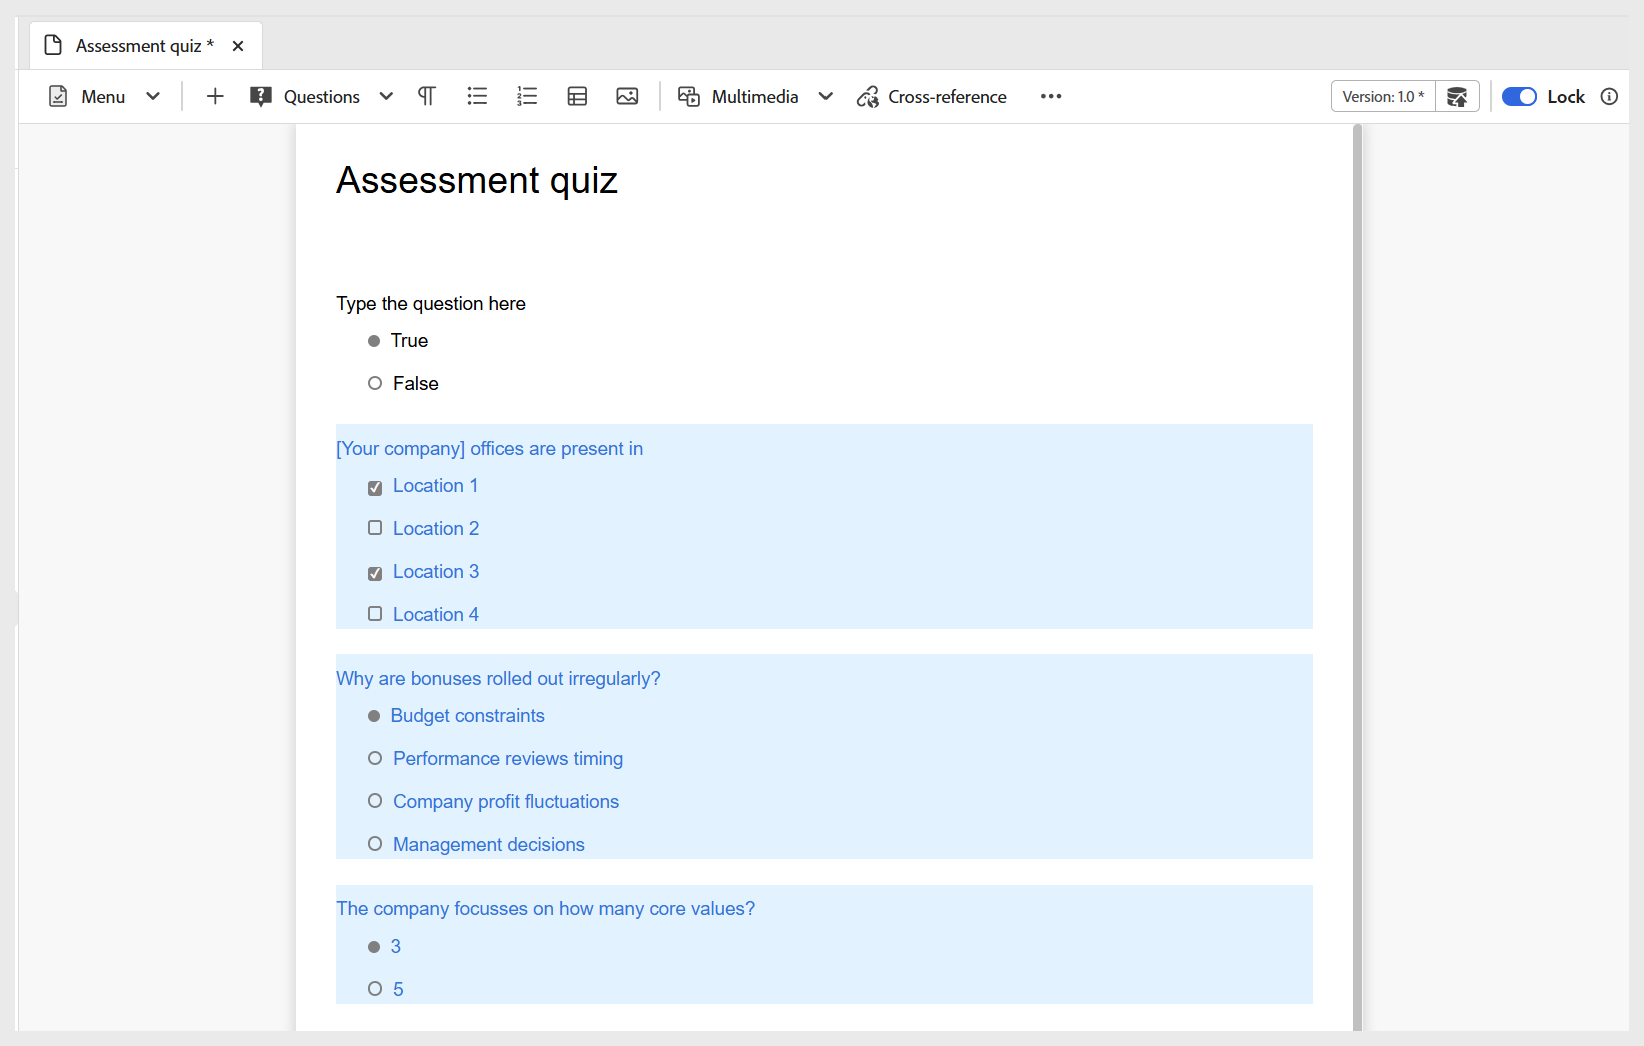 Assessment quiz *
Menu Questions Multimedia Cross-reference Version: 1.0 * Lock
Assessment quiz
Type the question here
True
False
[Your company] offices are present in
Location 1
Location 2
Location 3
Location 4
Why are bonuses rolled out irregularly?
Budget constraints
Performance reviews timing
Company profit fluctuations
Management decisions
The company focusses on how many core values?
3
5